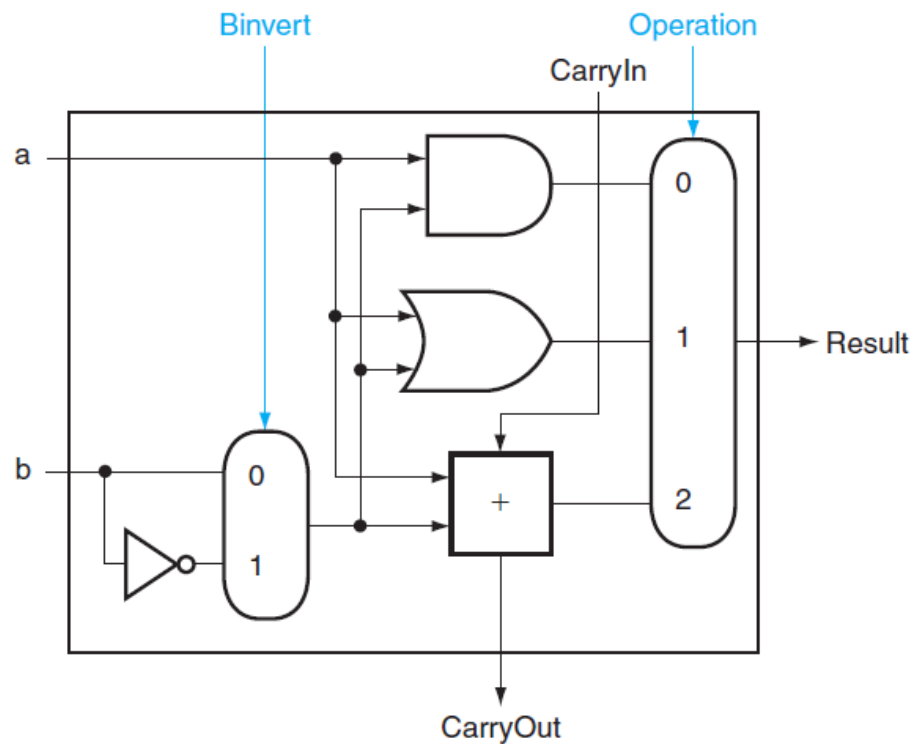 Binvert
Operation
CarryIn
a
0
1
Result
b
0
+
2
1
CarryOut